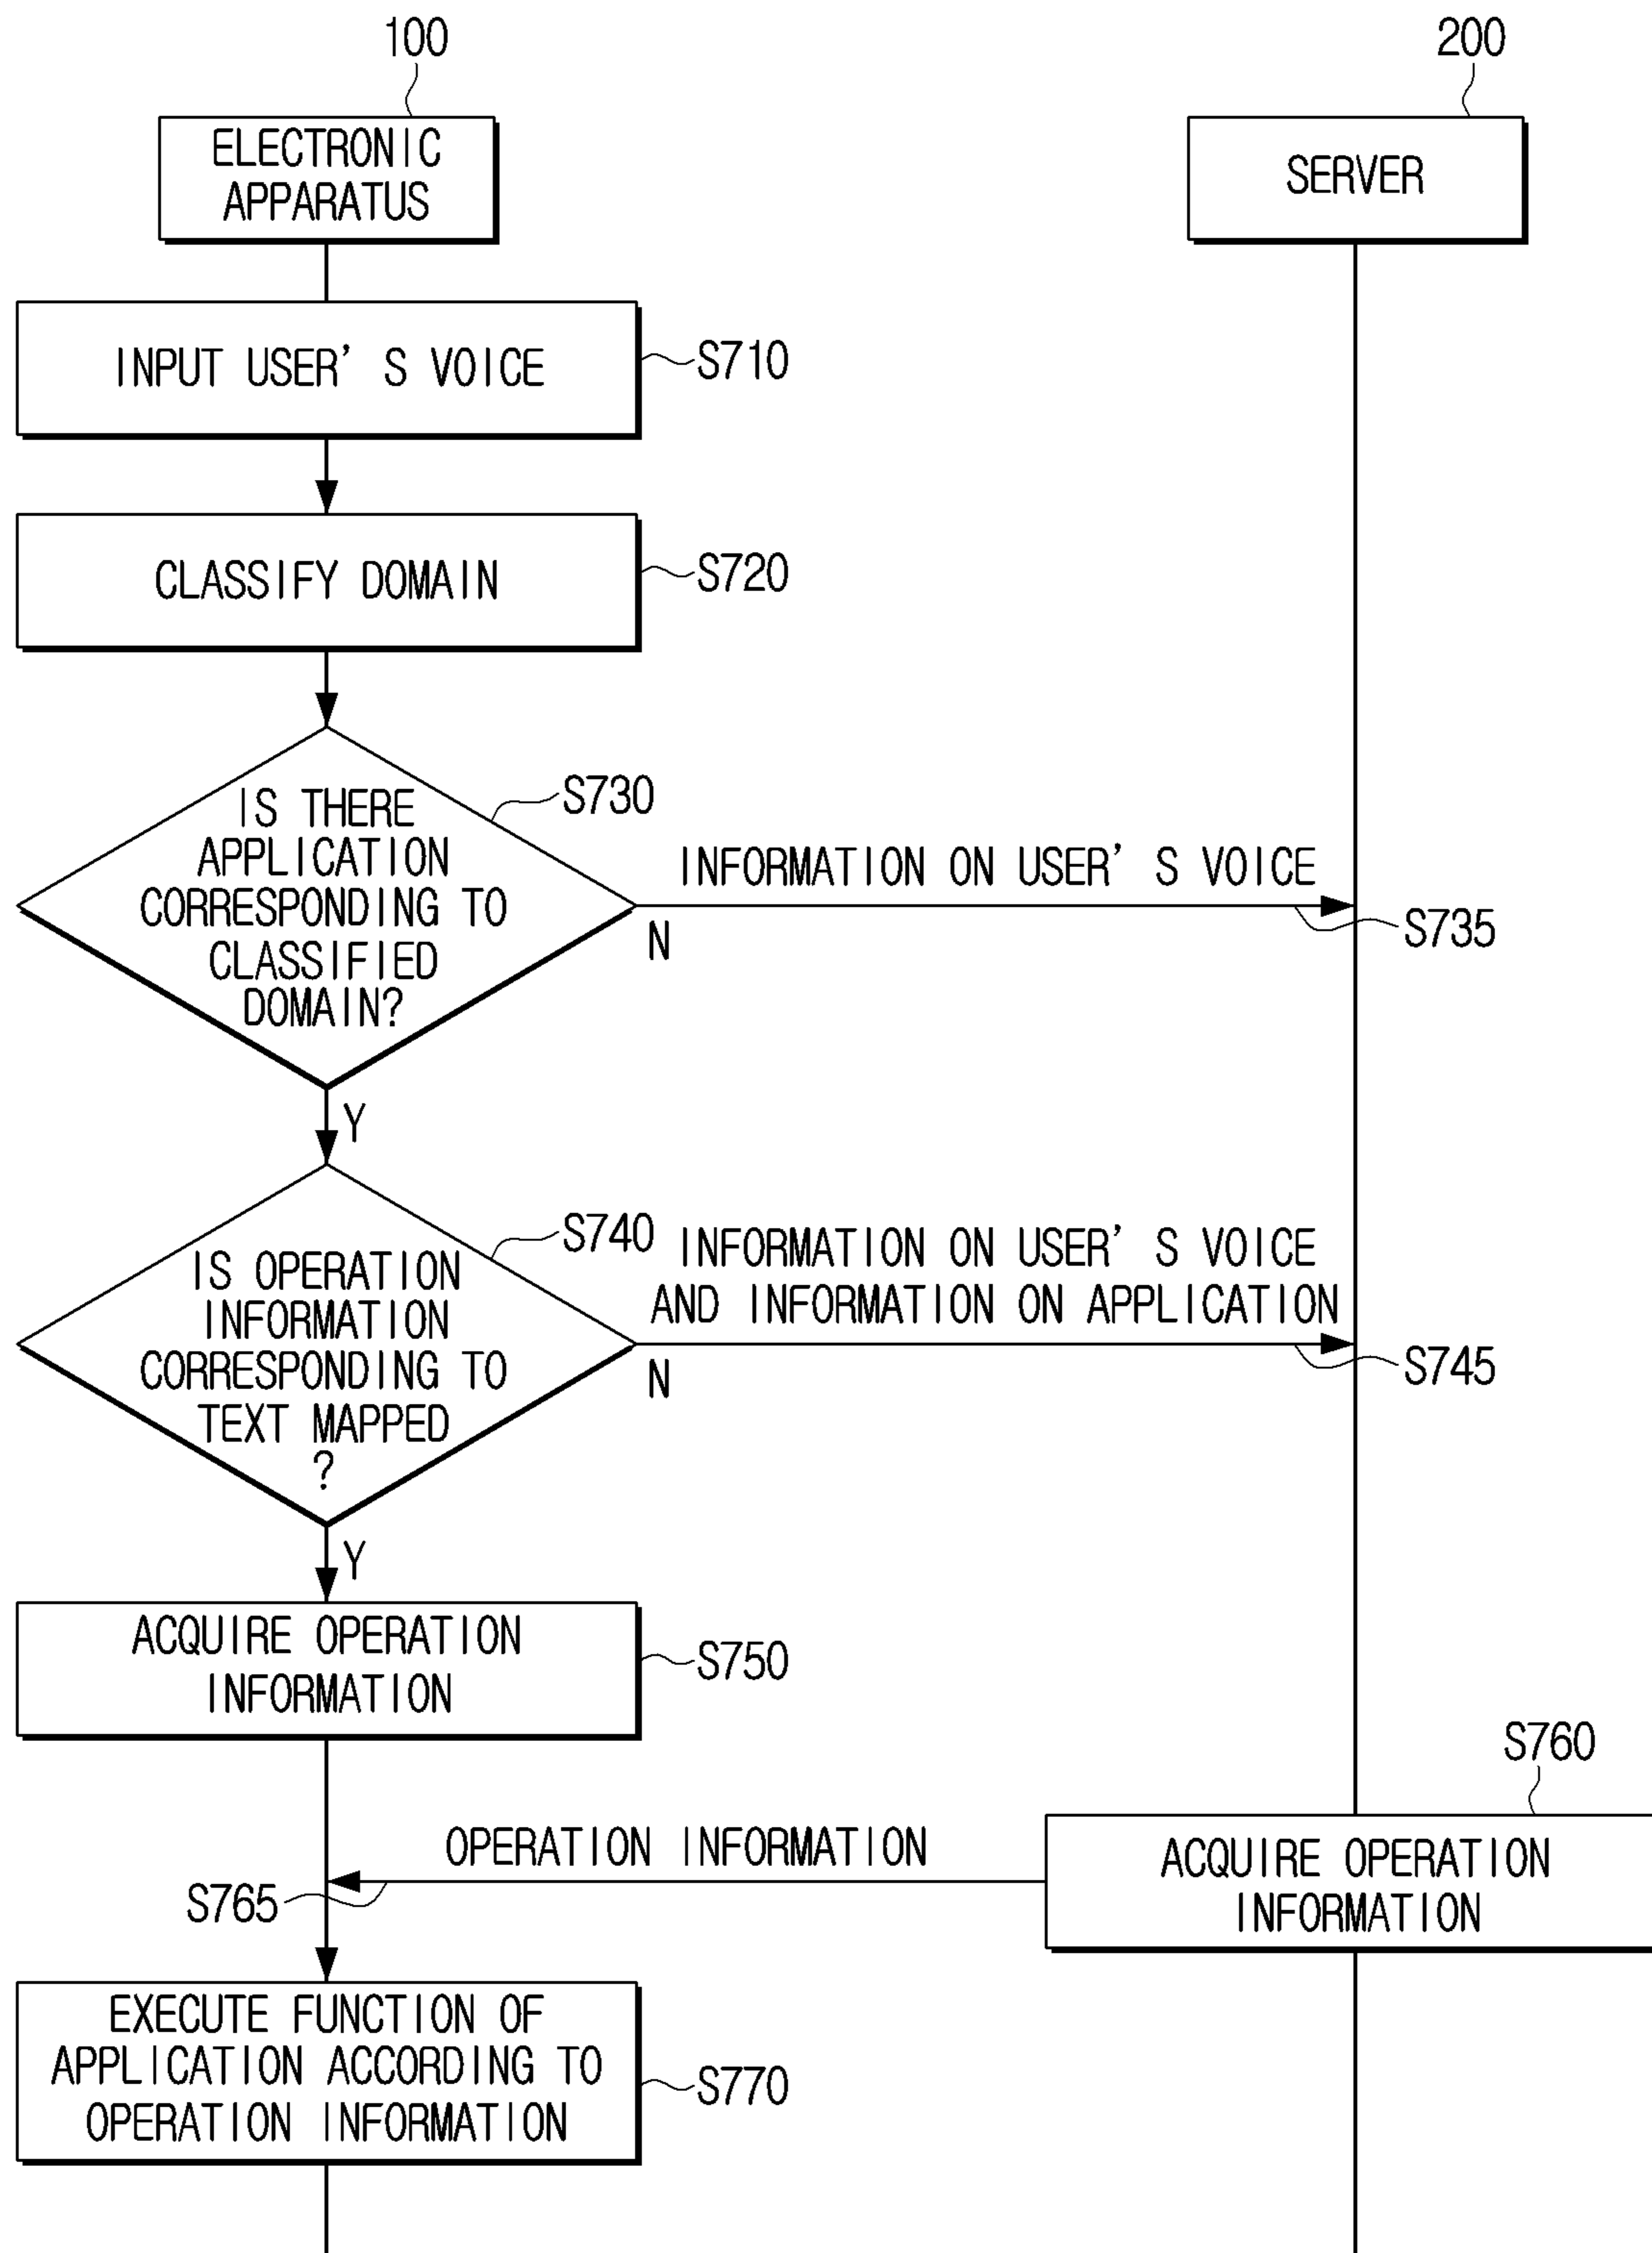 100
200
ELECTRONIC
APPARATUS
SERVER
INPUT USER'S VOICE
S710
CLASSIFY DOMAIN
S720
IS THERE
APPLICATION
CORRESPONDING TO
CLASSIFIED
DOMAIN?
S730
INFORMATION ON USER'S VOICE
N
S735
Y
IS OPERATION
INFORMATION
CORRESPONDING TO
TEXT MAPPED
?
S740
INFORMATION ON USER'S VOICE
AND INFORMATION ON APPLICATION
N
S745
Y
ACQUIRE OPERATION
INFORMATION
S750
S760
ACQUIRE OPERATION
INFORMATION
OPERATION INFORMATION
S765
EXECUTE FUNCTION OF
APPLICATION ACCORDING TO
OPERATION INFORMATION
S770